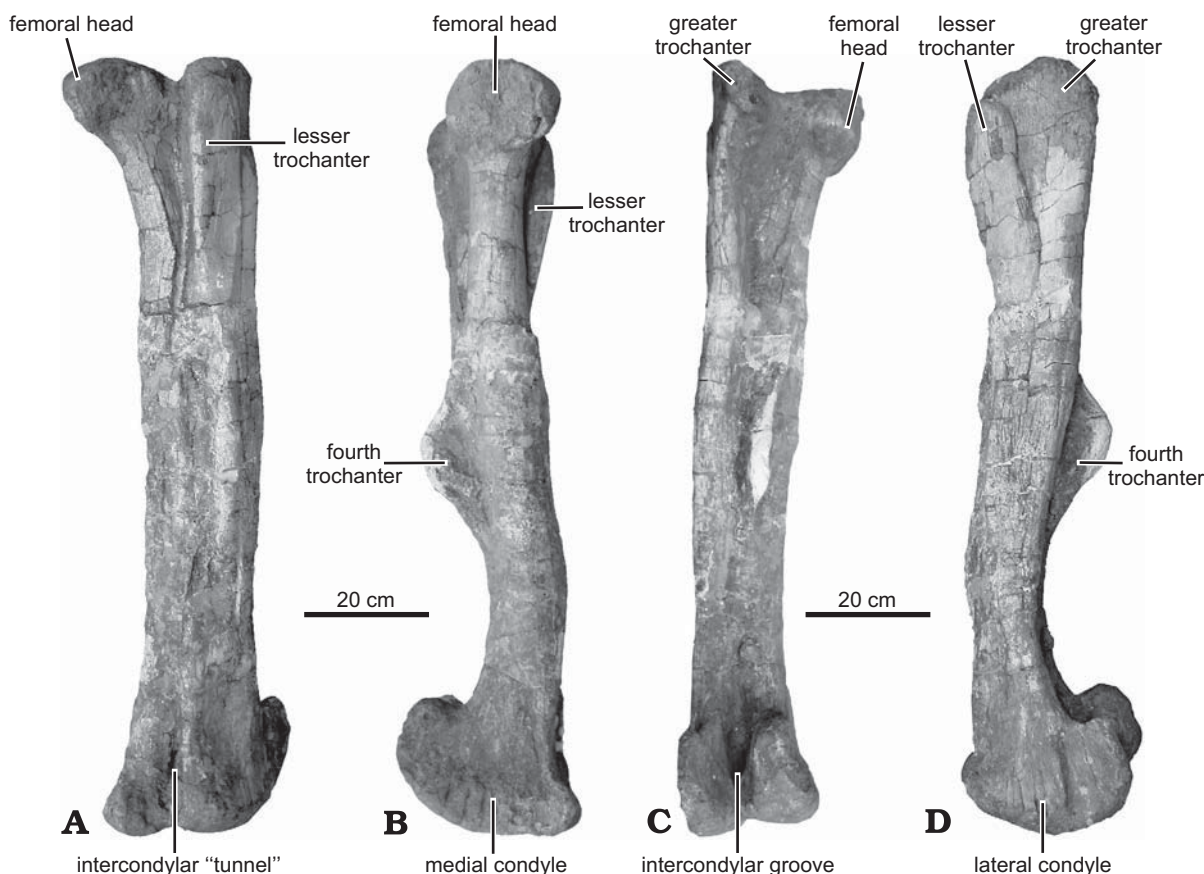 femoral head
lesser
trochanter
A
intercondylar “tunnel”
femoral head
lesser
trochanter
fourth
trochanter
20 cm
B
medial condyle
greater
trochanter
femoral
head
20 cm
C
intercondylar groove
lesser
trochanter
greater
trochanter
fourth
trochanter
D
lateral condyle